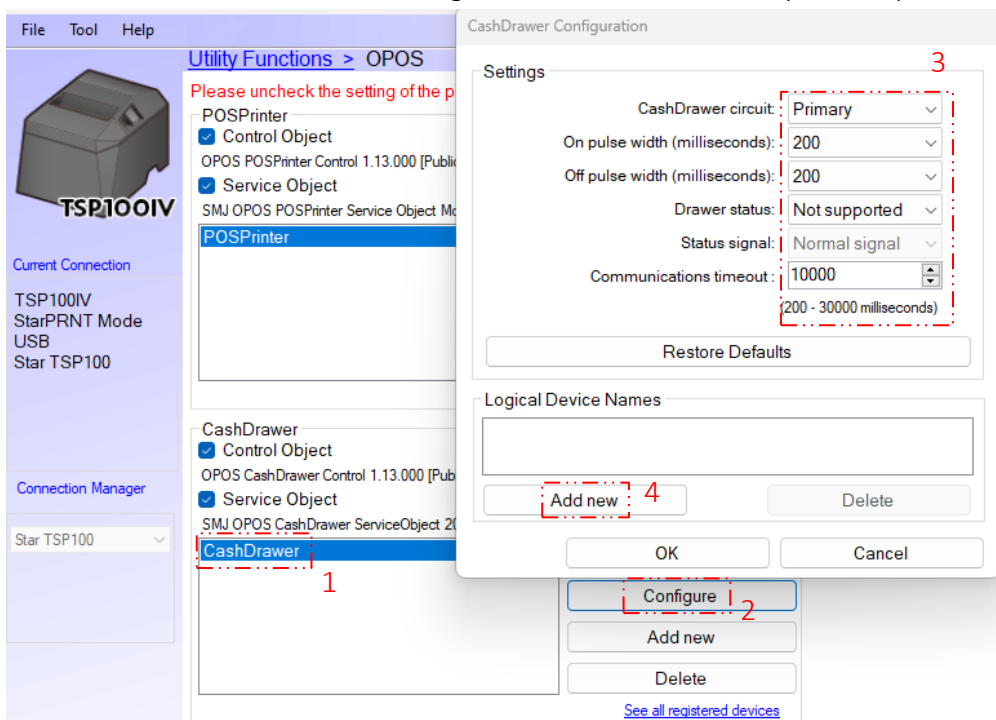 File Tool Help
Utility Functions > OPOS
Please uncheck the setting of the p
POSPrinter
Control Object
OPOS POSPrinter Control 1.13.000 [Public
Service Object
SMJ OPOS POSPrinter Service Object Mo
POSPrinter
TSP100IV
Current Connection
TSP100IV
StarPRNT Mode
USB
Star TSP100
Connection Manager
Star TSP100
CashDrawer
Control Object
OPOS CashDrawer Control 1.13.000 [Pub
Service Object
SMJ OPOS CashDrawer ServiceObject 20
CashDrawer
1
Configure
2
Add new
Delete
See all registered devices
CashDrawer Configuration
Settings
3
CashDrawer circuit: Primary
On pulse width (milliseconds): 200
Off pulse width (milliseconds): 200
Drawer status: Not supported
Status signal: Normal signal
Communications timeout : 10000
(200 - 30000 milliseconds)
Restore Defaults
Logical Device Names
Add new 4 Delete
OK Cancel